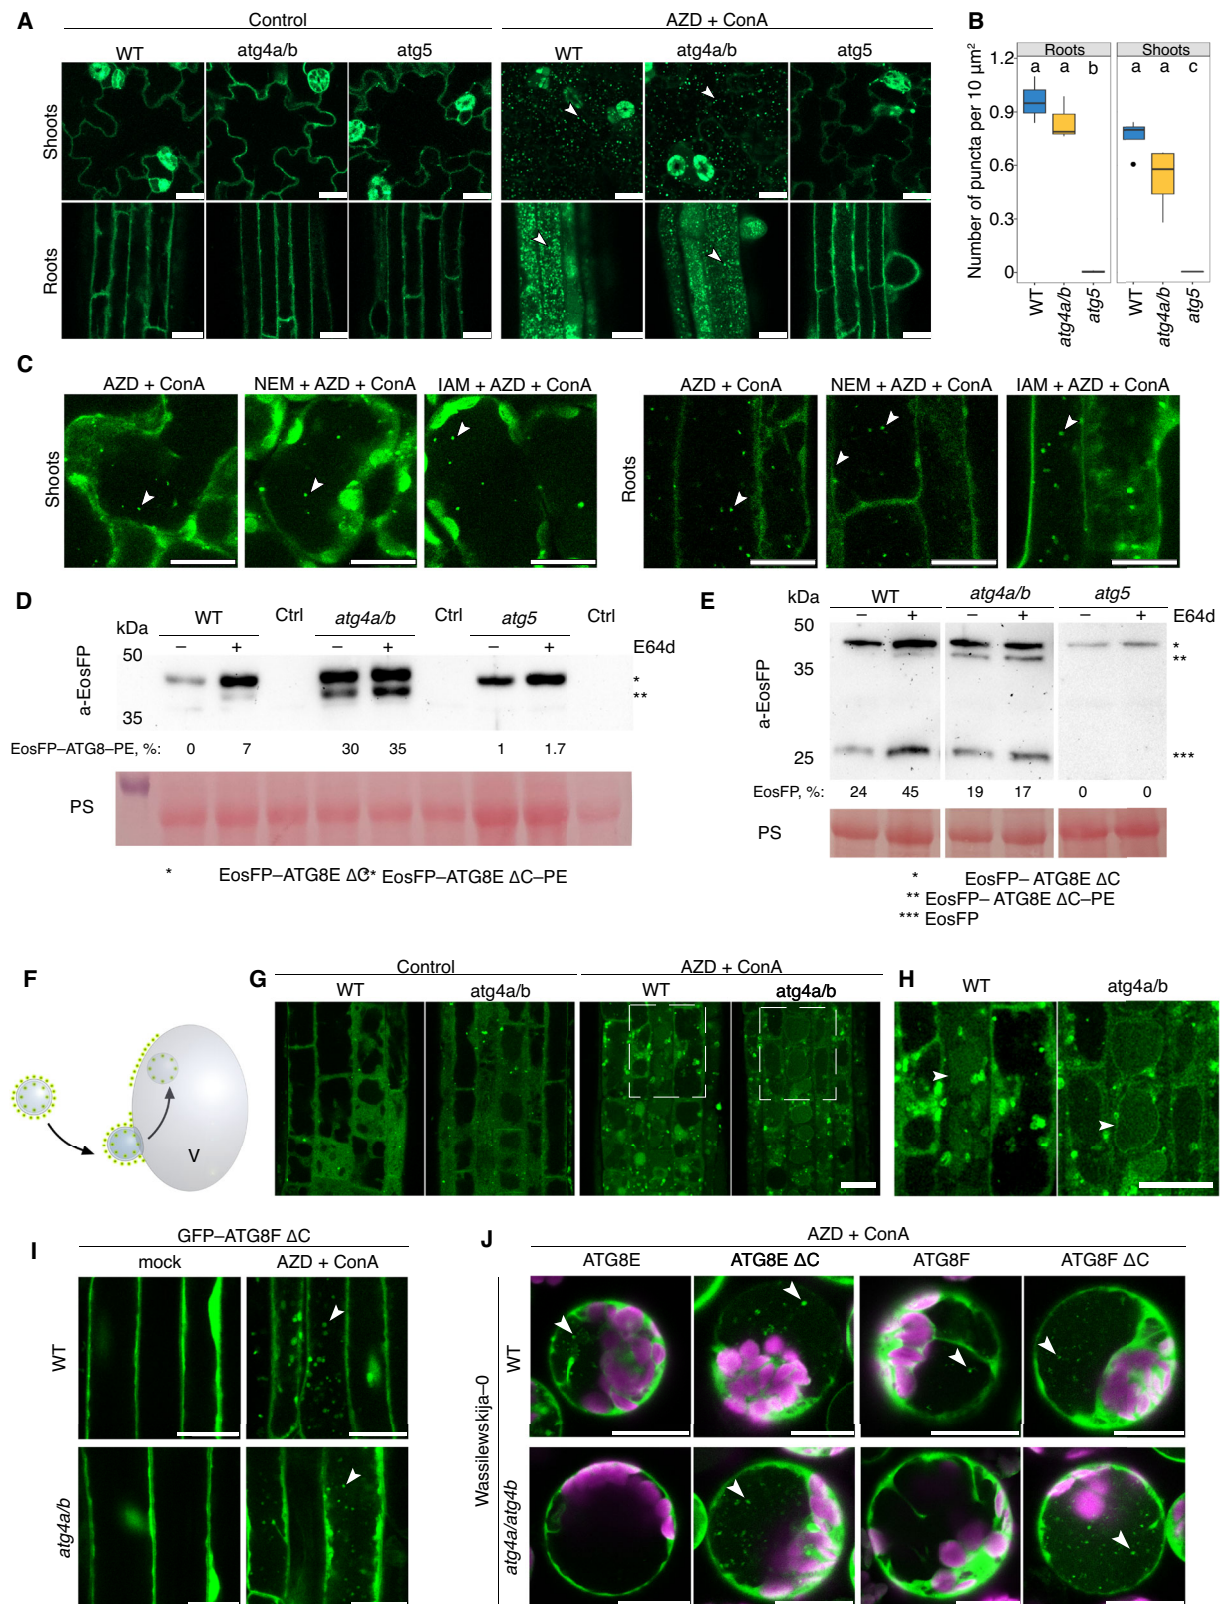 A
Control
AZD + ConA
WT
atg4a/b
atg5
WT
atg4a/b
atg5
Shoots
Roots
B
Number of puncta per 10 µm²
Roots
Shoots
1.2
0.9
0.6
0.3
0
a
a
b
a
a
c
WT
atg4a/b
atg5
WT
atg4a/b
atg5
C
AZD + ConA
NEM + AZD + ConA
IAM + AZD + ConA
AZD + ConA
NEM + AZD + ConA
IAM + AZD + ConA
Shoots
Roots
D
kDa
WT
Ctrl
atg4a/b
Ctrl
atg5
Ctrl
– + – + – + E64d
50
35
a-EosFP
*
**
EosFP–ATG8–PE, %: 0 7 30 35 1 1.7
PS
* EosFP–ATG8E ΔC ** EosFP–ATG8E ΔC–PE
E
kDa
WT
atg4a/b
atg5
– + – + – + E64d
50
35
25
a-EosFP
*
**
***
EosFP, %: 24 45 19 17 0 0
PS
* EosFP– ATG8E ΔC
** EosFP– ATG8E ΔC–PE
*** EosFP
F
V
G
Control
AZD + ConA
WT
atg4a/b
WT
atg4a/b
H
WT
atg4a/b
I
GFP–ATG8F ΔC
mock
AZD + ConA
WT
atg4a/b
J
AZD + ConA
ATG8E
ATG8E ΔC
ATG8F
ATG8F ΔC
Wassilewskija–0
WT
atg4a/atg4b